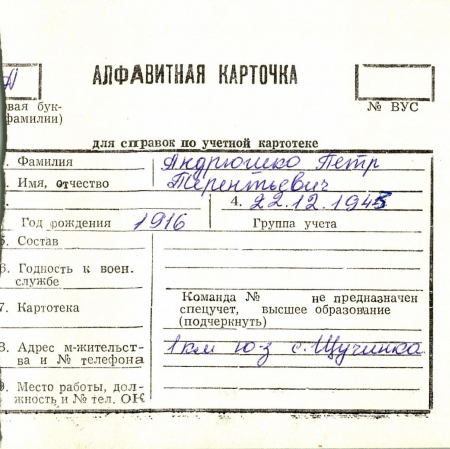 А
АЛФАВИТНАЯ КАРТОЧКА
вая бук-
фамилии)
№ ВУС
для справок по учетной картотеке
. Фамилия Андрюшко Петр
. Имя, отчество Терентьевич
4. 22.12.1943
Год рождения 1916 Группа учета
5. Состав
6. Годность к воен.
службе
Команда № не предназначен
7. Картотека спецучет, высшее образование
(подчеркнуть)
8. Адрес м-жительст- 1 км ю-з с. Щучинка
ва и № телефона
9. Место работы, дол-
жность и № тел. ОК